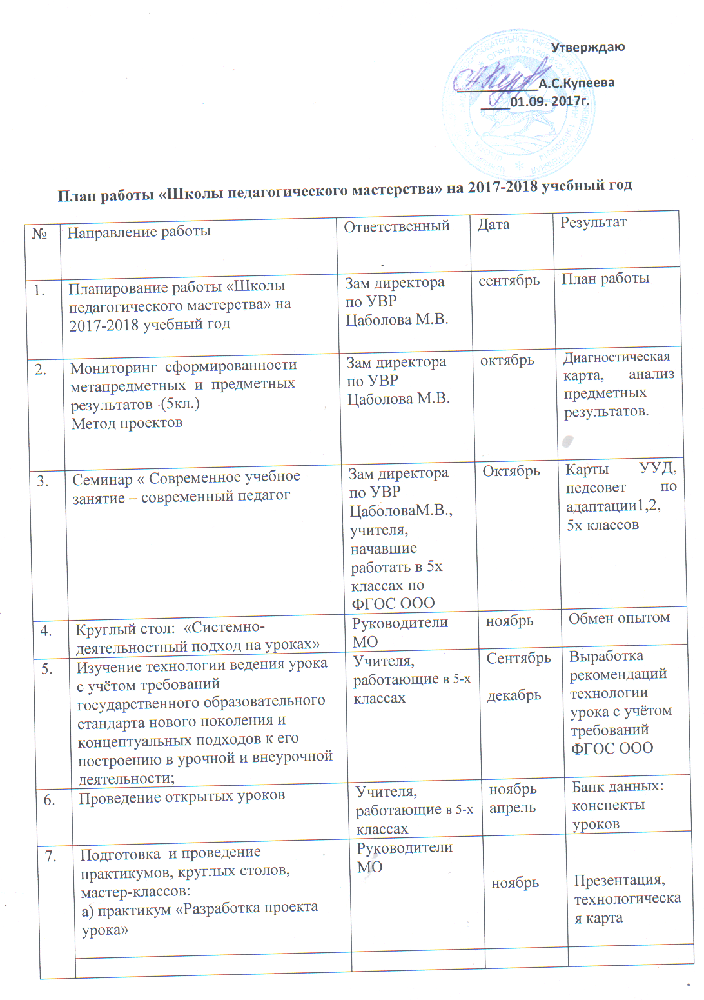 Утверждаю
____________А.С.Купеева
____01.09. 2017г.
План работы «Школы педагогического мастерства» на 2017-2018 учебный год
№
Направление работы
Ответственный
Дата
Результат
1.
Планирование работы «Школы
педагогического мастерства» на
2017-2018 учебный год
Зам директора
по УВР
Цаболова М.В.
сентябрь
План работы
2.
Мониторинг сформированности
метапредметных и предметных
результатов (5кл.)
Метод проектов
Зам директора
по УВР
Цаболова М.В.
октябрь
Диагностическая
карта, анализ
предметных
результатов.
3.
Семинар « Современное учебное
занятие – современный педагог
Зам директора
по УВР
ЦаболоваМ.В.,
учителя,
начавшие
работать в 5х
классах по
ФГОС ООО
Октябрь
Карты УУД,
педсовет по
адаптации1,2,
5х классов
4.
Круглый стол: «Системно-
деятельностный подход на уроках»
Руководители
МО
ноябрь
Обмен опытом
5.
Изучение технологии ведения урока
с учётом требований
государственного образовательного
стандарта нового поколения и
концептуальных подходов к его
построению в урочной и внеурочной
деятельности;
Учителя,
работающие в 5-х
классах
Сентябрь
декабрь
Выработка
рекомендаций
технологии
урока с учётом
требований
ФГОС ООО
6.
Проведение открытых уроков
Учителя,
работающие в 5-х
классах
ноябрь
апрель
Банк данных:
конспекты
уроков
7.
Подготовка и проведение
практикумов, круглых столов,
мастер-классов:
а) практикум «Разработка проекта
урока»
Руководители
МО
ноябрь
Презентация,
технологическа
я карта